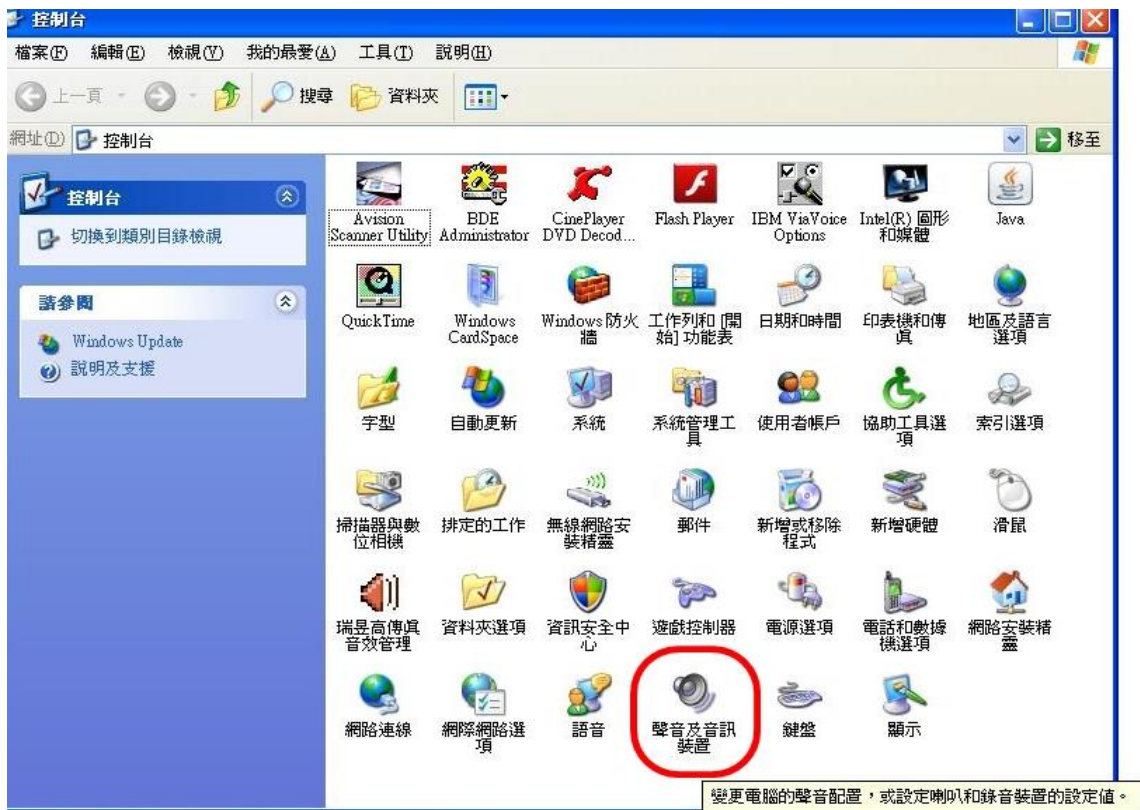 控制台
檔案(F) 編輯(E) 檢視(V) 我的最愛(A) 工具(T) 說明(H)
上一頁 搜尋 資料夾
網址(D) 控制台 移至
控制台
切換到類別目錄檢視
請參閱
Windows Update
說明及支援
Avision
Scanner Utility
BDE
Administrator
CinePlayer
DVD Decod...
Flash Player
IBM ViaVoice
Options
Intel(R) 圖形
和媒體
Java
QuickTime
Windows
CardSpace
Windows 防火
牆
工作列和 [開
始] 功能表
日期和時間
印表機和傳
真
地區及語言
選項
字型
自動更新
系統
系統管理工
具
使用者帳戶
協助工具選
項
索引選項
掃描器與數
位相機
排定的工作
無線網路安
裝精靈
郵件
新增或移除
程式
新增硬體
滑鼠
瑞昱高傳真
音效管理
資料夾選項
資訊安全中
心
遊戲控制器
電源選項
電話和數據
機選項
網路安裝精
靈
網路連線
網際網路選
項
語音
聲音及音訊
裝置
鍵盤
顯示
變更電腦的聲音配置，或設定喇叭和錄音裝置的設定值。